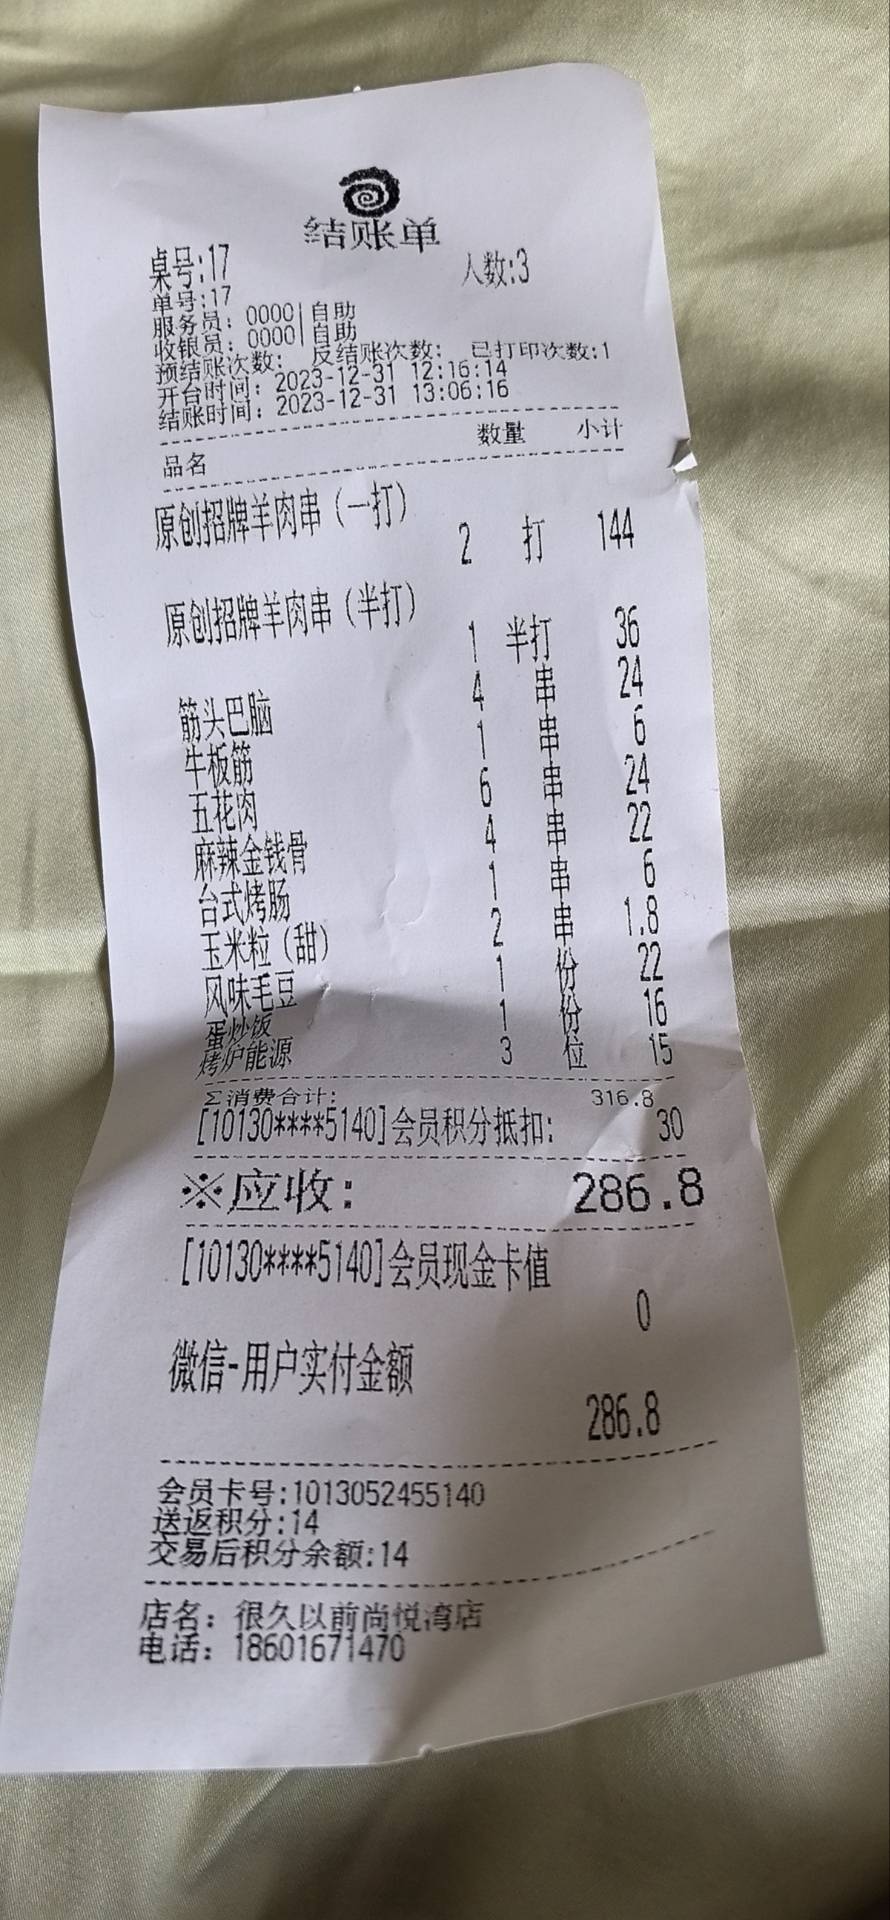 结账单
桌号:17 人数:3
单号:17
服务员: 0000|自助
收银员: 0000|自助
预结账次数: 反结账次数: 已打印次数:1
开台时间: 2023-12-31 12:16:14
结账时间: 2023-12-31 13:06:16
品名 数量 小计
原创招牌羊肉串(一打)
2 打 144
原创招牌羊肉串(半打)
1 半打 36
筋头巴脑 4 串 24
牛板筋 1 串 6
五花肉 6 串 24
麻辣金钱骨 4 串 22
台式烤肠 1 串 6
玉米粒(甜) 2 串 1.8
风味毛豆 1 份 22
蛋炒饭 1 份 16
烤炉能源 3 位 15
Σ消费合计: 316.8
[10130****5140]会员积分抵扣: 30
※应收: 286.8
[10130****5140]会员现金卡值
0
微信-用户实付金额
286.8
会员卡号:1013052455140
送返积分:14
交易后积分余额:14
店名: 很久以前尚悦湾店
电话: 18601671470